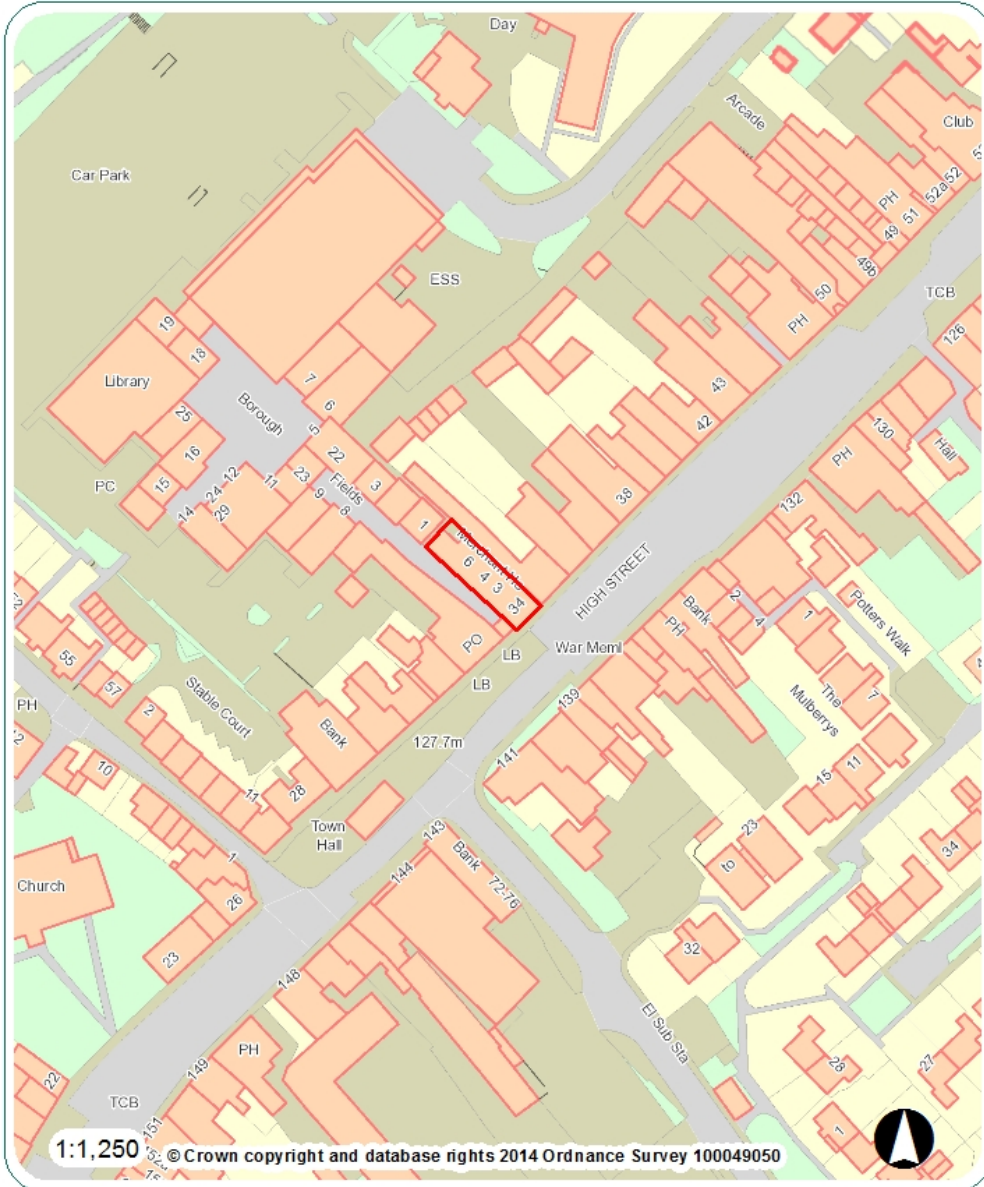 Day
Arcade
Club
Car Park
PH
52a
52
51
49
49b
ESS
TCB
50
PH
126
19
18
Library
7
6
43
Borough
25
5
42
22
16
12
130
PH
Hall
PC
15
24
11
23
3
Fields
9
8
14
29
38
132
1
6
4
3
34
HIGH STREET
2
Bank
4
1
Potters Walk
PO
War Meml
PH
LB
55
LB
57
Stable Court
7
The
Mulberrys
PH
2
139
Bank
127.7m
141
10
11
15
11
28
Town
Hall
143
23
to
1
144
Bank
34
Church
72-76
26
32
23
148
El Sub Sta
PH
149
28
27
22
TCB
151
1
1:1,250
© Crown copyright and database rights 2014 Ordnance Survey 100049050